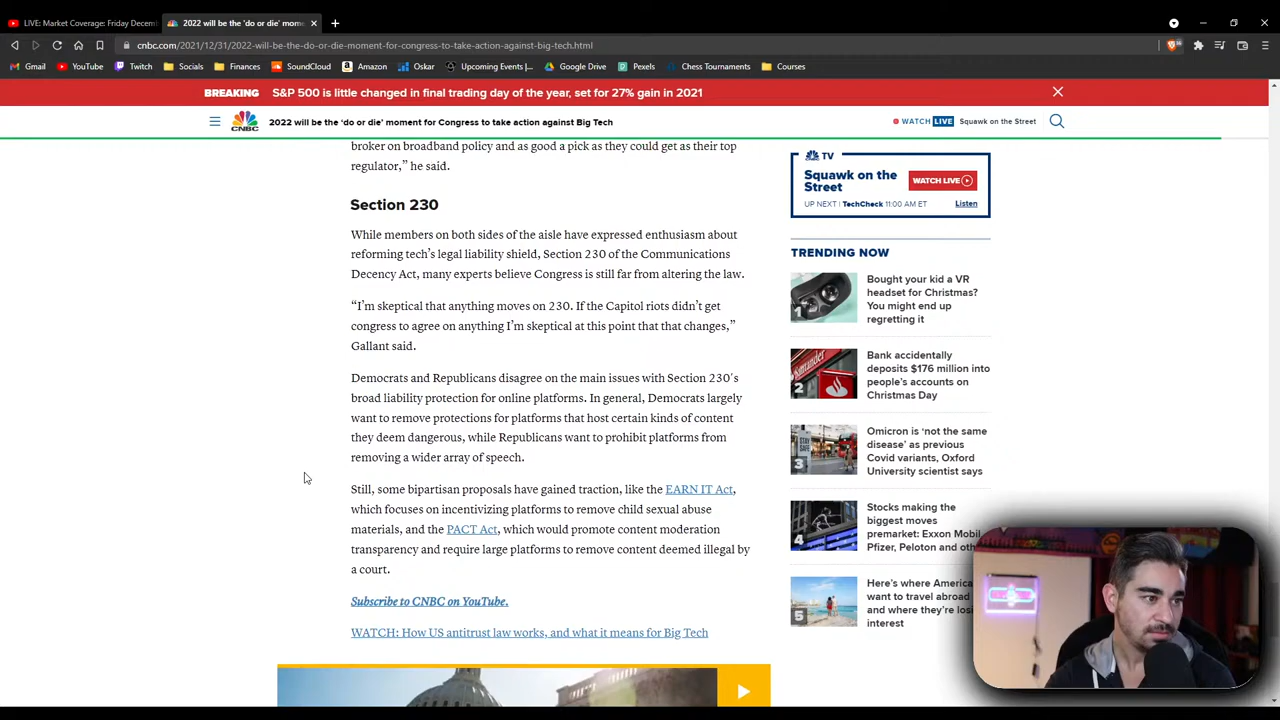 LIVE: Market Coverage: Friday Decem
2022 will be the 'do or die' mom
cnbc.com/2021/12/31/2022-will-be-the-do-or-die-moment-for-congress-to-take-action-against-big-tech.html
Gmail YouTube Twitch Socials Finances SoundCloud Amazon Oskar Upcoming Events |... Google Drive Pexels Chess Tournaments Courses
BREAKING S&P 500 is little changed in final trading day of the year, set for 27% gain in 2021
CNBC 2022 will be the 'do or die' moment for Congress to take action against Big Tech WATCH LIVE Squawk on the Street
broker on broadband policy and as good a pick as they could get as their top
regulator,” he said.
Section 230
While members on both sides of the aisle have expressed enthusiasm about
reforming tech’s legal liability shield, Section 230 of the Communications
Decency Act, many experts believe Congress is still far from altering the law.
“I’m skeptical that anything moves on 230. If the Capitol riots didn’t get
congress to agree on anything I’m skeptical at this point that that changes,”
Gallant said.
Democrats and Republicans disagree on the main issues with Section 230's
broad liability protection for online platforms. In general, Democrats largely
want to remove protections for platforms that host certain kinds of content
they deem dangerous, while Republicans want to prohibit platforms from
removing a wider array of speech.
Still, some bipartisan proposals have gained traction, like the EARN IT Act,
which focuses on incentivizing platforms to remove child sexual abuse
materials, and the PACT Act, which would promote content moderation
transparency and require large platforms to remove content deemed illegal by
a court.
Subscribe to CNBC on YouTube.
WATCH: How US antitrust law works, and what it means for Big Tech
TV
Squawk on the
Street
WATCH LIVE
UP NEXT | TechCheck 11:00 AM ET Listen
TRENDING NOW
1
Bought your kid a VR
headset for Christmas?
You might end up
regretting it
Santander
2
Bank accidentally
deposits $176 million into
people's accounts on
Christmas Day
3
Omicron is 'not the same
disease' as previous
Covid variants, Oxford
University scientist says
4
Stocks making the
biggest moves
premarket: Exxon Mobil,
Pfizer, Peloton and oth
5
Here's where America
want to travel abroad
and where they're losi
interest